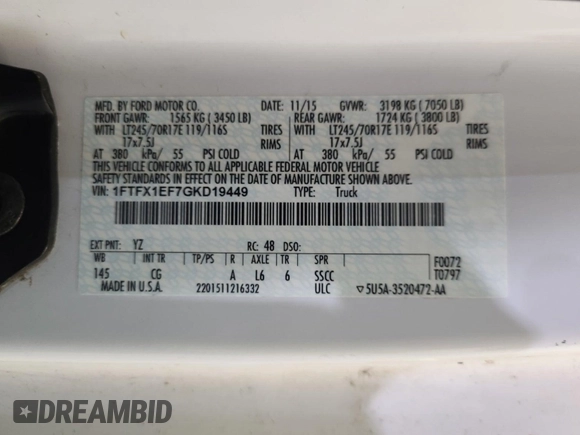 MFD. BY FORD MOTOR CO. DATE: 11/15 GVWR: 3198 KG ( 7050 LB)
FRONT GAWR: 1565 KG ( 3450 LB) REAR GAWR: 1724 KG ( 3800 LB)
WITH LT245/70R17E 119/116S TIRES WITH LT245/70R17E 119/116S TIRES
17x7.5J RIMS 17x7.5J RIMS
AT 380 kPa/ 55 PSI COLD AT 380 kPa/ 55 PSI COLD
THIS VEHICLE CONFORMS TO ALL APPLICABLE FEDERAL MOTOR VEHICLE
SAFETY STANDARDS IN EFFECT ON THE DATE OF MANUFACTURE SHOWN ABOVE.
VIN: 1FTFX1EF7GKD19449 TYPE: Truck
EXT PNT: YZ RC: 48 DSO:
WB INT TR TP/PS R AXLE TR SPR F0072
145 CG A L6 6 SSCC T0797
MADE IN U.S.A. 2201511216332 ULC ▽5U5A-3520472-AA
DREAMBID